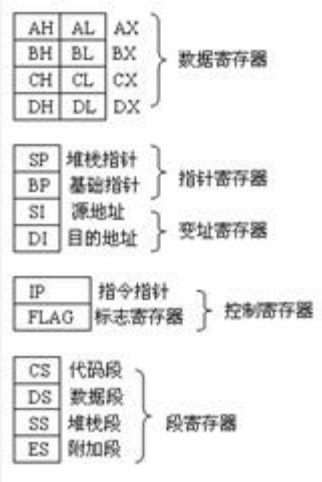 AH AL AX
BH BL BX 数据寄存器
CH CL CX
DH DL DX
SP 堆栈指针
BP 基础指针 指针寄存器
SI 源地址
DI 目的地址 变址寄存器
IP 指令指针
FLAG 标志寄存器 控制寄存器
CS 代码段
DS 数据段
SS 堆栈段 段寄存器
ES 附加段